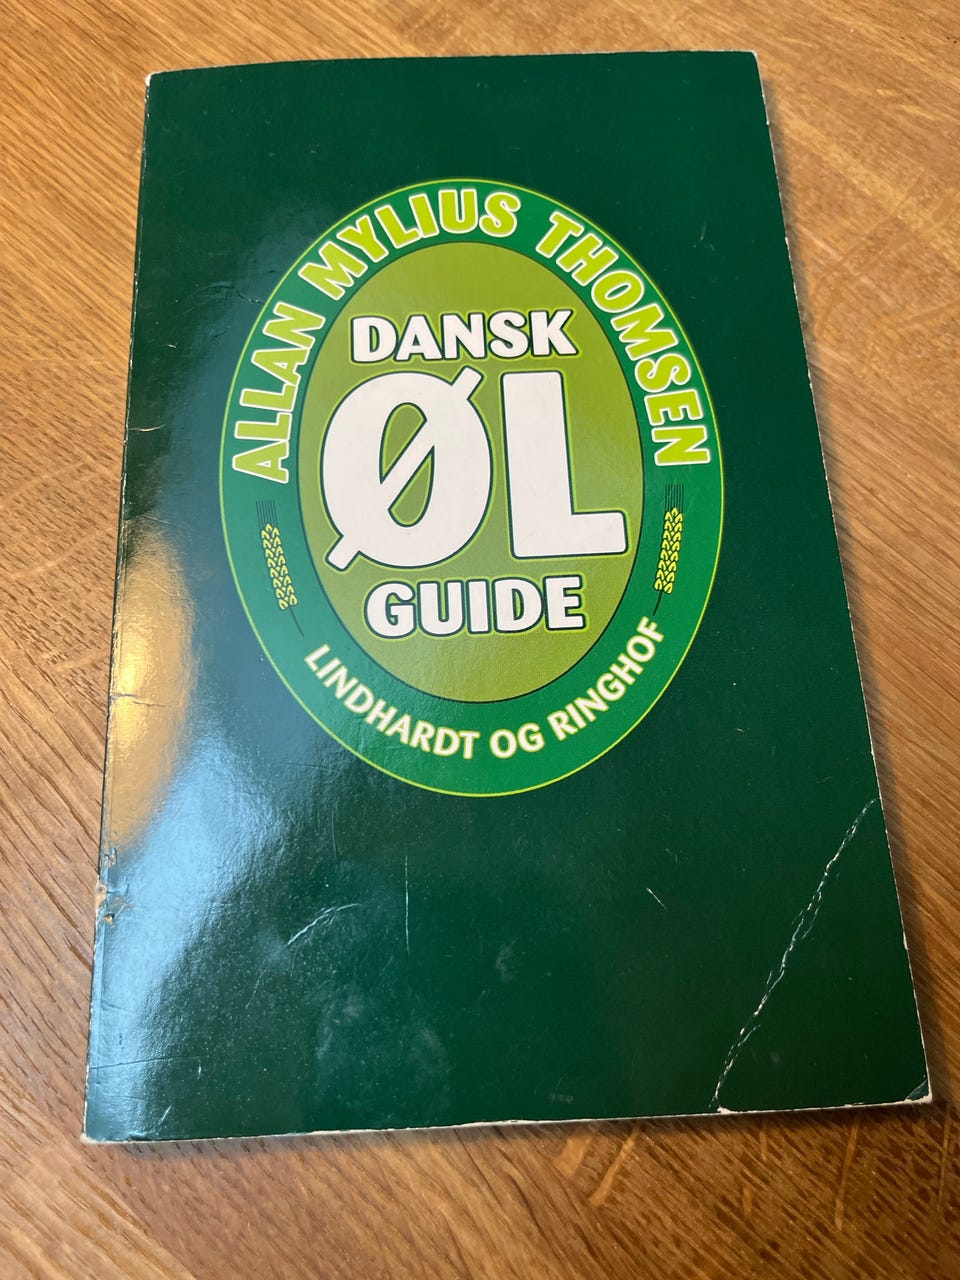 ALLAN MYLIUS THOMSEN
DANSK
ØL
GUIDE
LINDHARDT OG RINGHOF